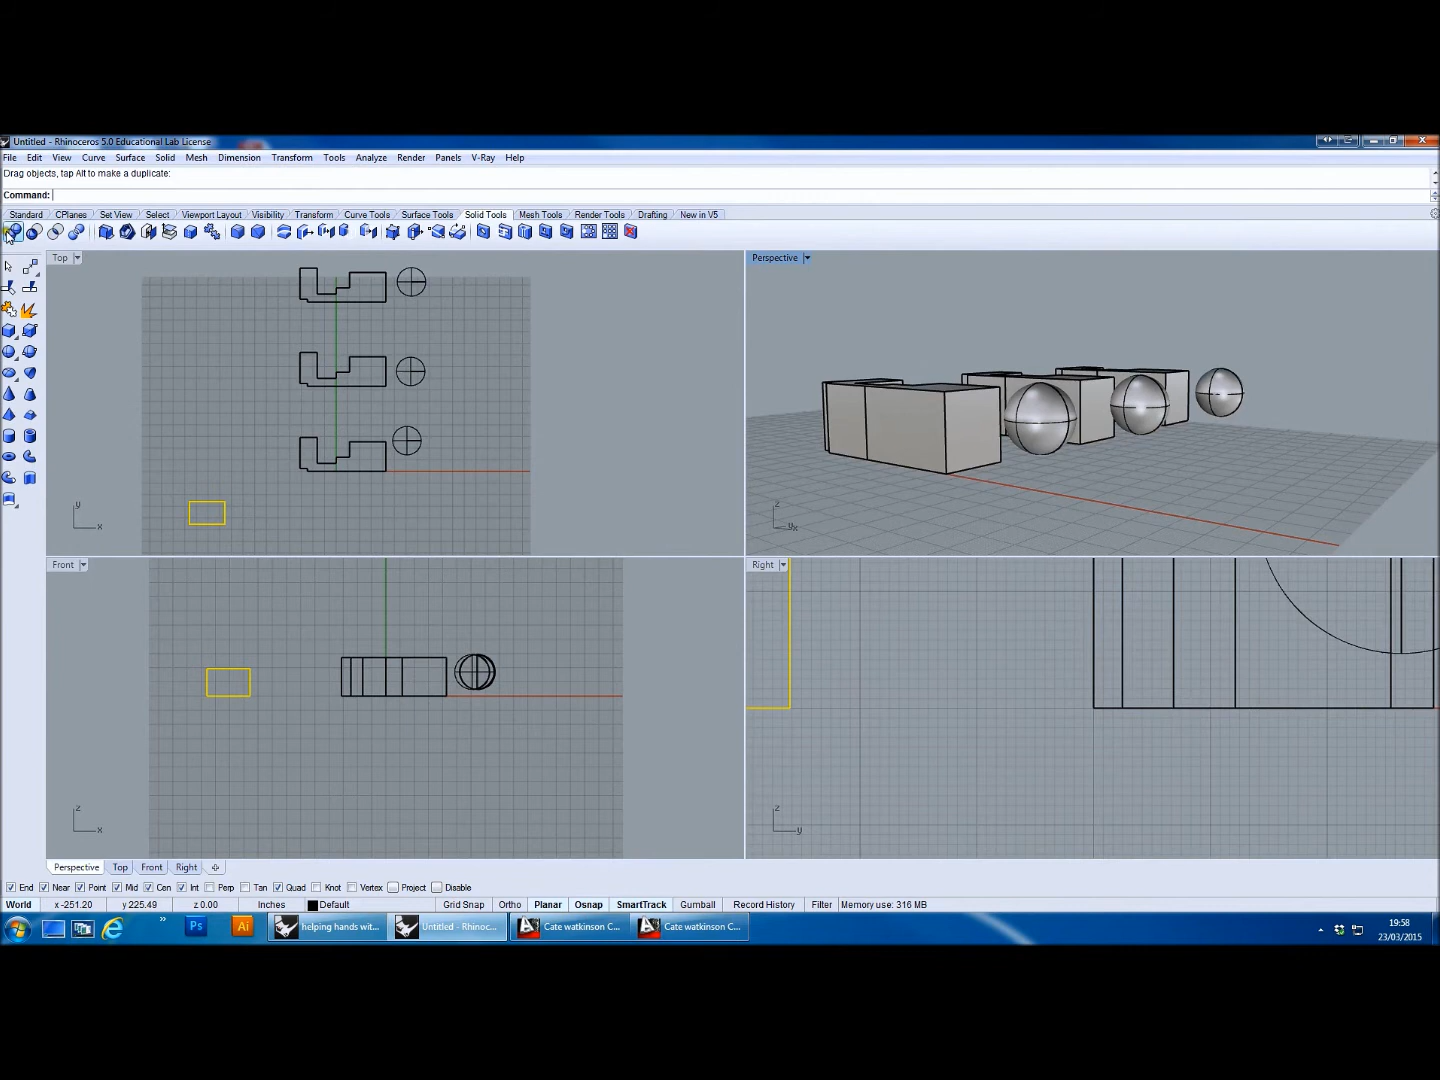 Untitled - Rhinoceros 5.0 Educational Lab License
File Edit View Curve Surface Solid Mesh Dimension Transform Tools Analyze Render Panels V-Ray Help
Drag objects, tap Alt to make a duplicate:
Command:
Standard CPlanes Set View Select Viewport Layout Visibility Transform Curve Tools Surface Tools Solid Tools Mesh Tools Render Tools Drafting New in V5
Top
Perspective
y
x
z
y x
Front
Right
z
x
z
y
Perspective Top Front Right
End Near Point Mid Cen Int Perp Tan Quad Knot Vertex Project Disable
World x -251.20 y 225.49 z 0.00 Inches Default Grid Snap Ortho Planar Osnap SmartTrack Gumball Record History Filter Memory use: 316 MB
Ps Ai helping hands wit... Untitled - Rhinoc... Cate watkinson C... Cate watkinson C...
19:58
23/03/2015